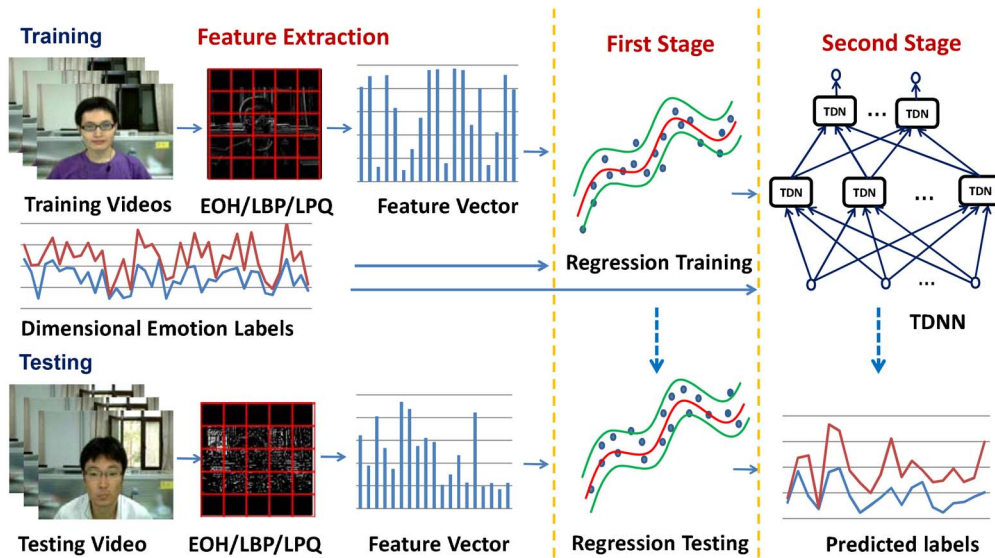 Training
Feature Extraction
First Stage
Second Stage
TDN
...
TDN
TDN
TDN
...
TDN
Training Videos
EOH/LBP/LPQ
Feature Vector
Regression Training
...
Dimensional Emotion Labels
TDNN
Testing
Testing Video
EOH/LBP/LPQ
Feature Vector
Regression Testing
Predicted labels